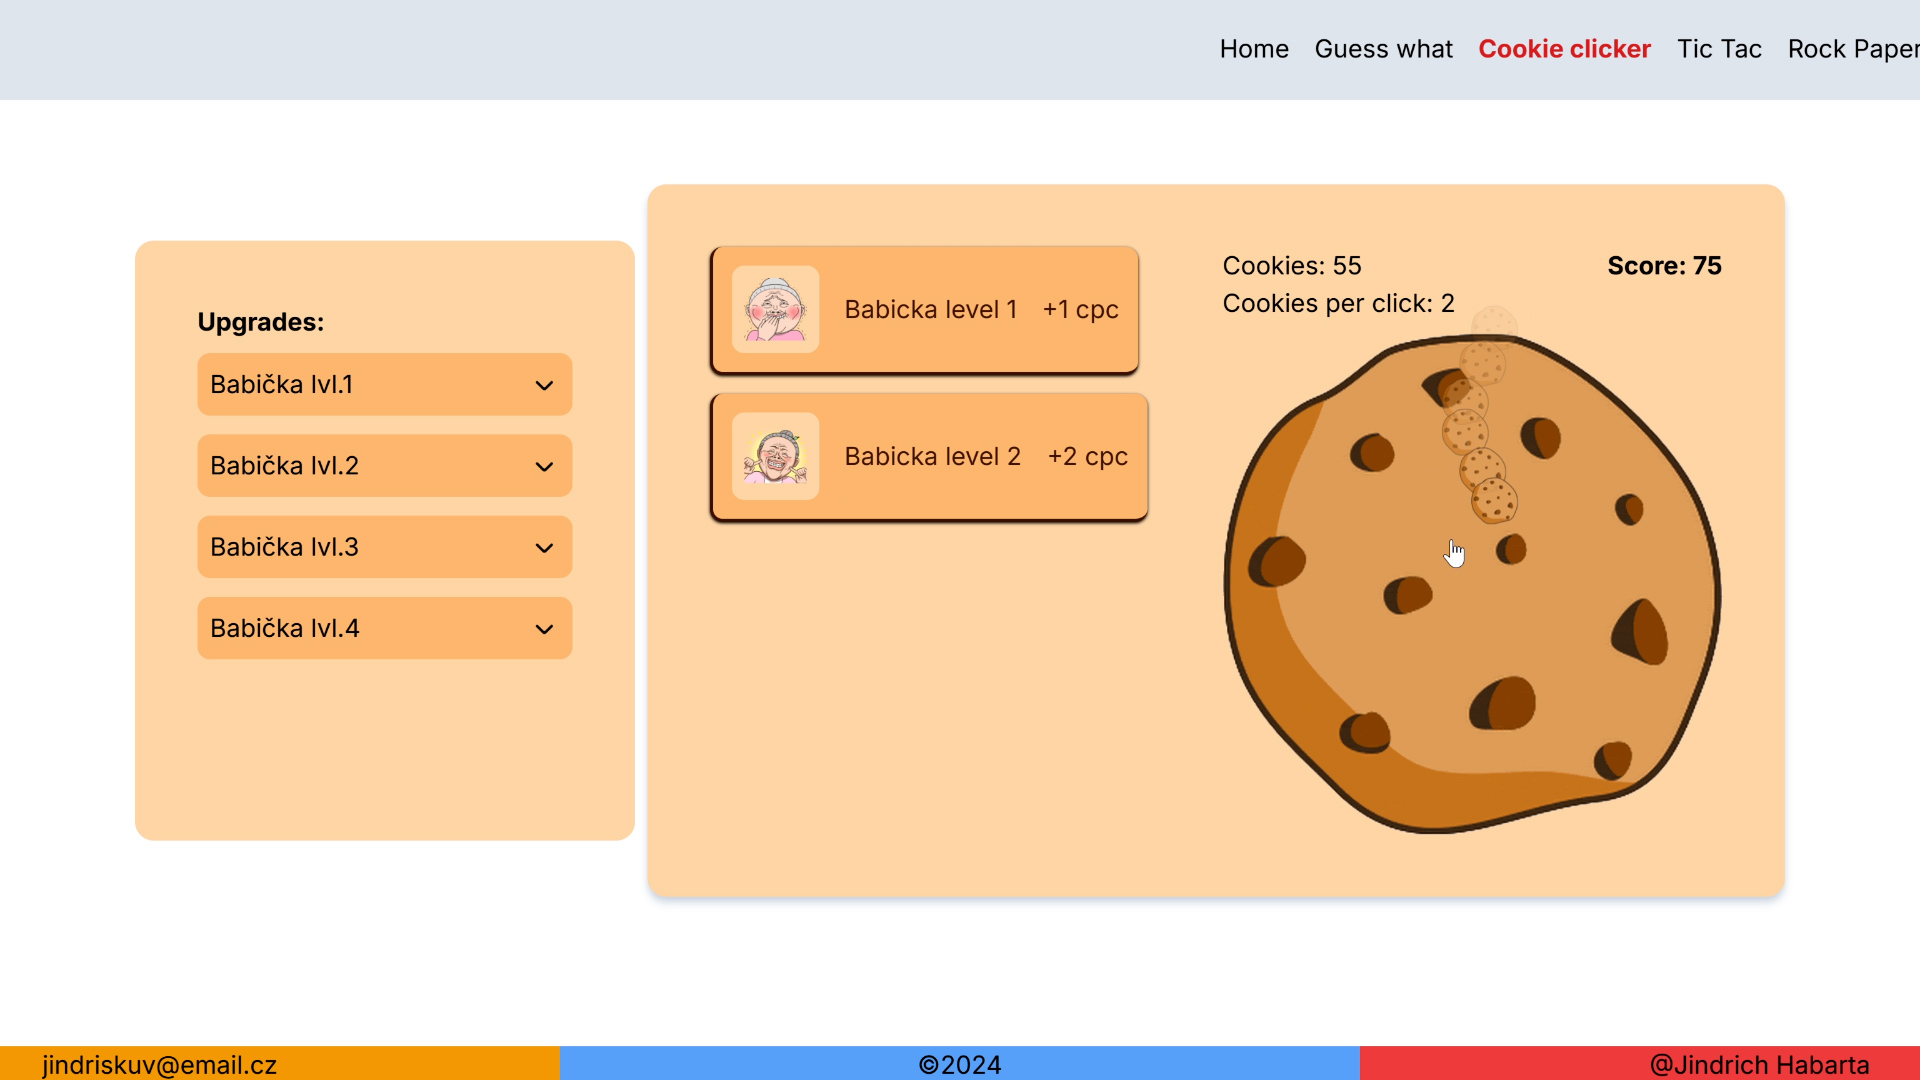 Home Guess what Cookie clicker Tic Tac Rock Paper
Upgrades:
Babička lvl.1
Babička lvl.2
Babička lvl.3
Babička lvl.4
Babicka level 1 +1 cpc
Babicka level 2 +2 cpc
Cookies: 55 Score: 75
Cookies per click: 2
jindriskuv@email.cz ©2024 @Jindrich Habarta